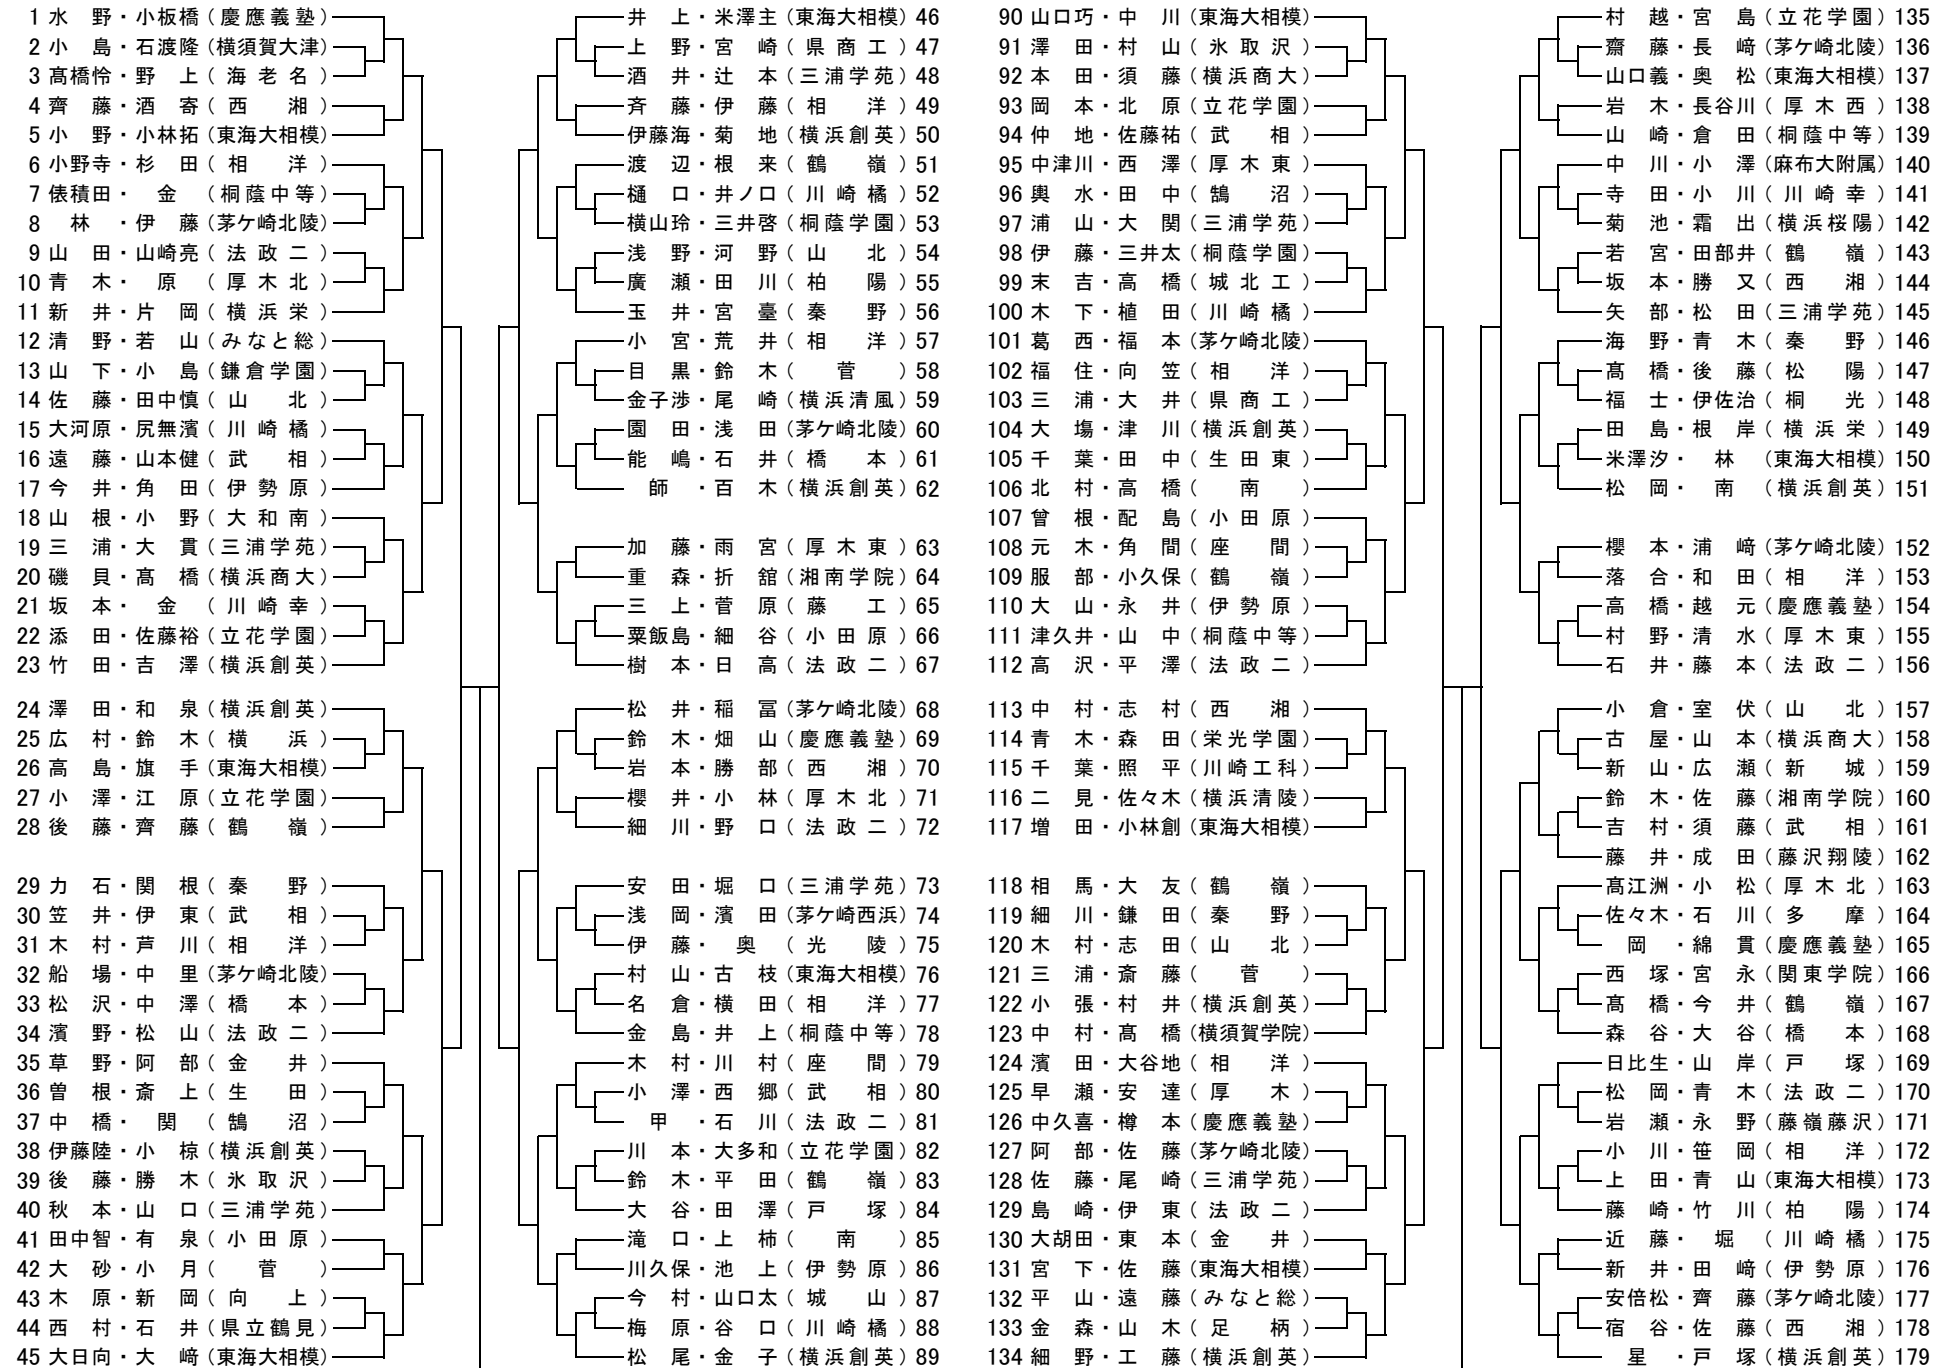 1 水　野・小板橋 (慶應義塾)
2 小　島・石渡隆 (横須賀大津)
3 髙橋怜・野　上 (海老名)
4 齊　藤・酒　寄 (西　湘)
5 小　野・小林拓 (東海大相模)
6 小野寺・杉　田 (相　洋)
7 俵積田・　金　 (桐蔭中等)
8 　林　・伊　藤 (茅ケ崎北陵)
9 山　田・山崎亮 (法政二)
10 青　木・　原　 (厚木北)
11 新　井・片　岡 (横浜栄)
12 清　野・若　山 (みなと総)
13 山　下・小　島 (鎌倉学園)
14 佐　藤・田中慎 (山　北)
15 大河原・尻無濱 (川崎橘)
16 遠　藤・山本健 (武　相)
17 今　井・角　田 (伊勢原)
18 山　根・小　野 (大和南)
19 三　浦・大　貫 (三浦学苑)
20 磯　貝・髙　橋 (横浜商大)
21 坂　本・　金　 (川崎幸)
22 添　田・佐藤裕 (立花学園)
23 竹　田・吉　澤 (横浜創英)
24 澤　田・和　泉 (横浜創英)
25 広　村・鈴　木 (横　浜)
26 高　島・旗　手 (東海大相模)
27 小　澤・江　原 (立花学園)
28 後　藤・齊　藤 (鶴　嶺)
29 力　石・関　根 (秦　野)
30 笠　井・伊　東 (武　相)
31 木　村・芦　川 (相　洋)
32 船　場・中　里 (茅ケ崎北陵)
33 松　沢・中　澤 (橋　本)
34 濱　野・松　山 (法政二)
35 草　野・阿　部 (金　井)
36 曽　根・斎　上 (生　田)
37 中　橋・　関　 (鵠　沼)
38 伊藤陸・小　椋 (横浜創英)
39 後　藤・勝　木 (氷取沢)
40 秋　本・山　口 (三浦学苑)
41 田中智・有　泉 (小田原)
42 大　砂・小　月 (菅)
43 木　原・新　岡 (向　上)
44 西　村・石　井 (県立鶴見)
45 大日向・大　﨑 (東海大相模)
井　上・米澤主 (東海大相模) 46
上　野・宮　崎 (県商工) 47
酒　井・辻　本 (三浦学苑) 48
斉　藤・伊　藤 (相　洋) 49
伊藤海・菊　地 (横浜創英) 50
渡　辺・根　来 (鶴　嶺) 51
樋　口・井ノ口 (川崎橘) 52
横山玲・三井啓 (桐蔭学園) 53
浅　野・河　野 (山　北) 54
廣　瀬・田　川 (柏　陽) 55
玉　井・宮　臺 (秦　野) 56
小　宮・荒　井 (相　洋) 57
目　黒・鈴　木 (菅) 58
金子渉・尾　崎 (横浜清風) 59
園　田・浅　田 (茅ケ崎北陵) 60
能　嶋・石　井 (橋　本) 61
　師　・百　木 (横浜創英) 62
加　藤・雨　宮 (厚木東) 63
重　森・折　舘 (湘南学院) 64
三　上・菅　原 (藤　工) 65
粟飯島・細　谷 (小田原) 66
樹　本・日　高 (法政二) 67
松　井・稲　冨 (茅ケ崎北陵) 68
鈴　木・畑　山 (慶應義塾) 69
岩　本・勝　部 (西　湘) 70
櫻　井・小　林 (厚木北) 71
細　川・野　口 (法政二) 72
安　田・堀　口 (三浦学苑) 73
浅　岡・濱　田 (茅ケ崎西浜) 74
伊　藤・　奥　 (光　陵) 75
村　山・古　枝 (東海大相模) 76
名　倉・横　田 (相　洋) 77
金　島・井　上 (桐蔭中等) 78
木　村・川　村 (座　間) 79
小　澤・西　郷 (武　相) 80
　甲　・石　川 (法政二) 81
川　本・大多和 (立花学園) 82
鈴　木・平　田 (鶴　嶺) 83
大　谷・田　澤 (戸　塚) 84
滝　口・上　柿 (南) 85
川久保・池　上 (伊勢原) 86
今　村・山口太 (城　山) 87
梅　原・谷　口 (川崎橘) 88
松　尾・金　子 (横浜創英) 89
90 山口巧・中　川 (東海大相模)
91 澤　田・村　山 (氷取沢)
92 本　田・須　藤 (横浜商大)
93 岡　本・北　原 (立花学園)
94 仲　地・佐藤祐 (武　相)
95 中津川・西　澤 (厚木東)
96 輿　水・田　中 (鵠　沼)
97 浦　山・大　関 (三浦学苑)
98 伊　藤・三井太 (桐蔭学園)
99 末　吉・高　橋 (城北工)
100 木　下・植　田 (川崎橘)
101 葛　西・福　本 (茅ケ崎北陵)
102 福　住・向　笠 (相　洋)
103 三　浦・大　井 (県商工)
104 大　塲・津　川 (横浜創英)
105 千　葉・田　中 (生田東)
106 北　村・高　橋 (南)
107 曾　根・配　島 (小田原)
108 元　木・角　間 (座　間)
109 服　部・小久保 (鶴　嶺)
110 大　山・永　井 (伊勢原)
111 津久井・山　中 (桐蔭中等)
112 高　沢・平　澤 (法政二)
113 中　村・志　村 (西　湘)
114 青　木・森　田 (栄光学園)
115 千　葉・照　平 (川崎工科)
116 二　見・佐々木 (横浜清陵)
117 増　田・小林創 (東海大相模)
118 相　馬・大　友 (鶴　嶺)
119 細　川・鎌　田 (秦　野)
120 木　村・志　田 (山　北)
121 三　浦・斎　藤 (菅)
122 小　張・村　井 (横浜創英)
123 中　村・髙　橋 (横須賀学院)
124 濱　田・大谷地 (相　洋)
125 早　瀬・安　達 (厚　木)
126 中久喜・樽　本 (慶應義塾)
127 阿　部・佐　藤 (茅ケ崎北陵)
128 佐　藤・尾　崎 (三浦学苑)
129 島　崎・伊　東 (法政二)
130 大胡田・東　本 (金　井)
131 宮　下・佐　藤 (東海大相模)
132 平　山・遠　藤 (みなと総)
133 金　森・山　木 (足　柄)
134 細　野・工　藤 (横浜創英)
村　越・宮　島 (立花学園) 135
齋　藤・長　﨑 (茅ケ崎北陵) 136
山口義・奥　松 (東海大相模) 137
岩　木・長谷川 (厚木西) 138
山　崎・倉　田 (桐蔭中等) 139
中　川・小　澤 (麻布大附属) 140
寺　田・小　川 (川崎幸) 141
菊　池・霜　出 (横浜桜陽) 142
若　宮・田部井 (鶴　嶺) 143
坂　本・勝　又 (西　湘) 144
矢　部・松　田 (三浦学苑) 145
海　野・青　木 (秦　野) 146
髙　橋・後　藤 (松　陽) 147
福　士・伊佐治 (桐　光) 148
田　島・根　岸 (横浜栄) 149
米澤汐・　林　 (東海大相模) 150
松　岡・　南　 (横浜創英) 151
櫻　本・浦　﨑 (茅ケ崎北陵) 152
落　合・和　田 (相　洋) 153
高　橋・越　元 (慶應義塾) 154
村　野・清　水 (厚木東) 155
石　井・藤　本 (法政二) 156
小　倉・室　伏 (山　北) 157
古　屋・山　本 (横浜商大) 158
新　山・広　瀬 (新　城) 159
鈴　木・佐　藤 (湘南学院) 160
吉　村・須　藤 (武　相) 161
藤　井・成　田 (藤沢翔陵) 162
髙江洲・小　松 (厚木北) 163
佐々木・石　川 (多　摩) 164
　岡　・綿　貫 (慶應義塾) 165
西　塚・宮　永 (関東学院) 166
髙　橋・今　井 (鶴　嶺) 167
森　谷・大　谷 (橋　本) 168
日比生・山　岸 (戸　塚) 169
松　岡・青　木 (法政二) 170
岩　瀬・永　野 (藤嶺藤沢) 171
小　川・笹　岡 (相　洋) 172
上　田・青　山 (東海大相模) 173
藤　崎・竹　川 (柏　陽) 174
近　藤・　堀　 (川崎橘) 175
新　井・田　﨑 (伊勢原) 176
安倍松・齊　藤 (茅ケ崎北陵) 177
宿　谷・佐　藤 (西　湘) 178
　星　・戸　塚 (横浜創英) 179